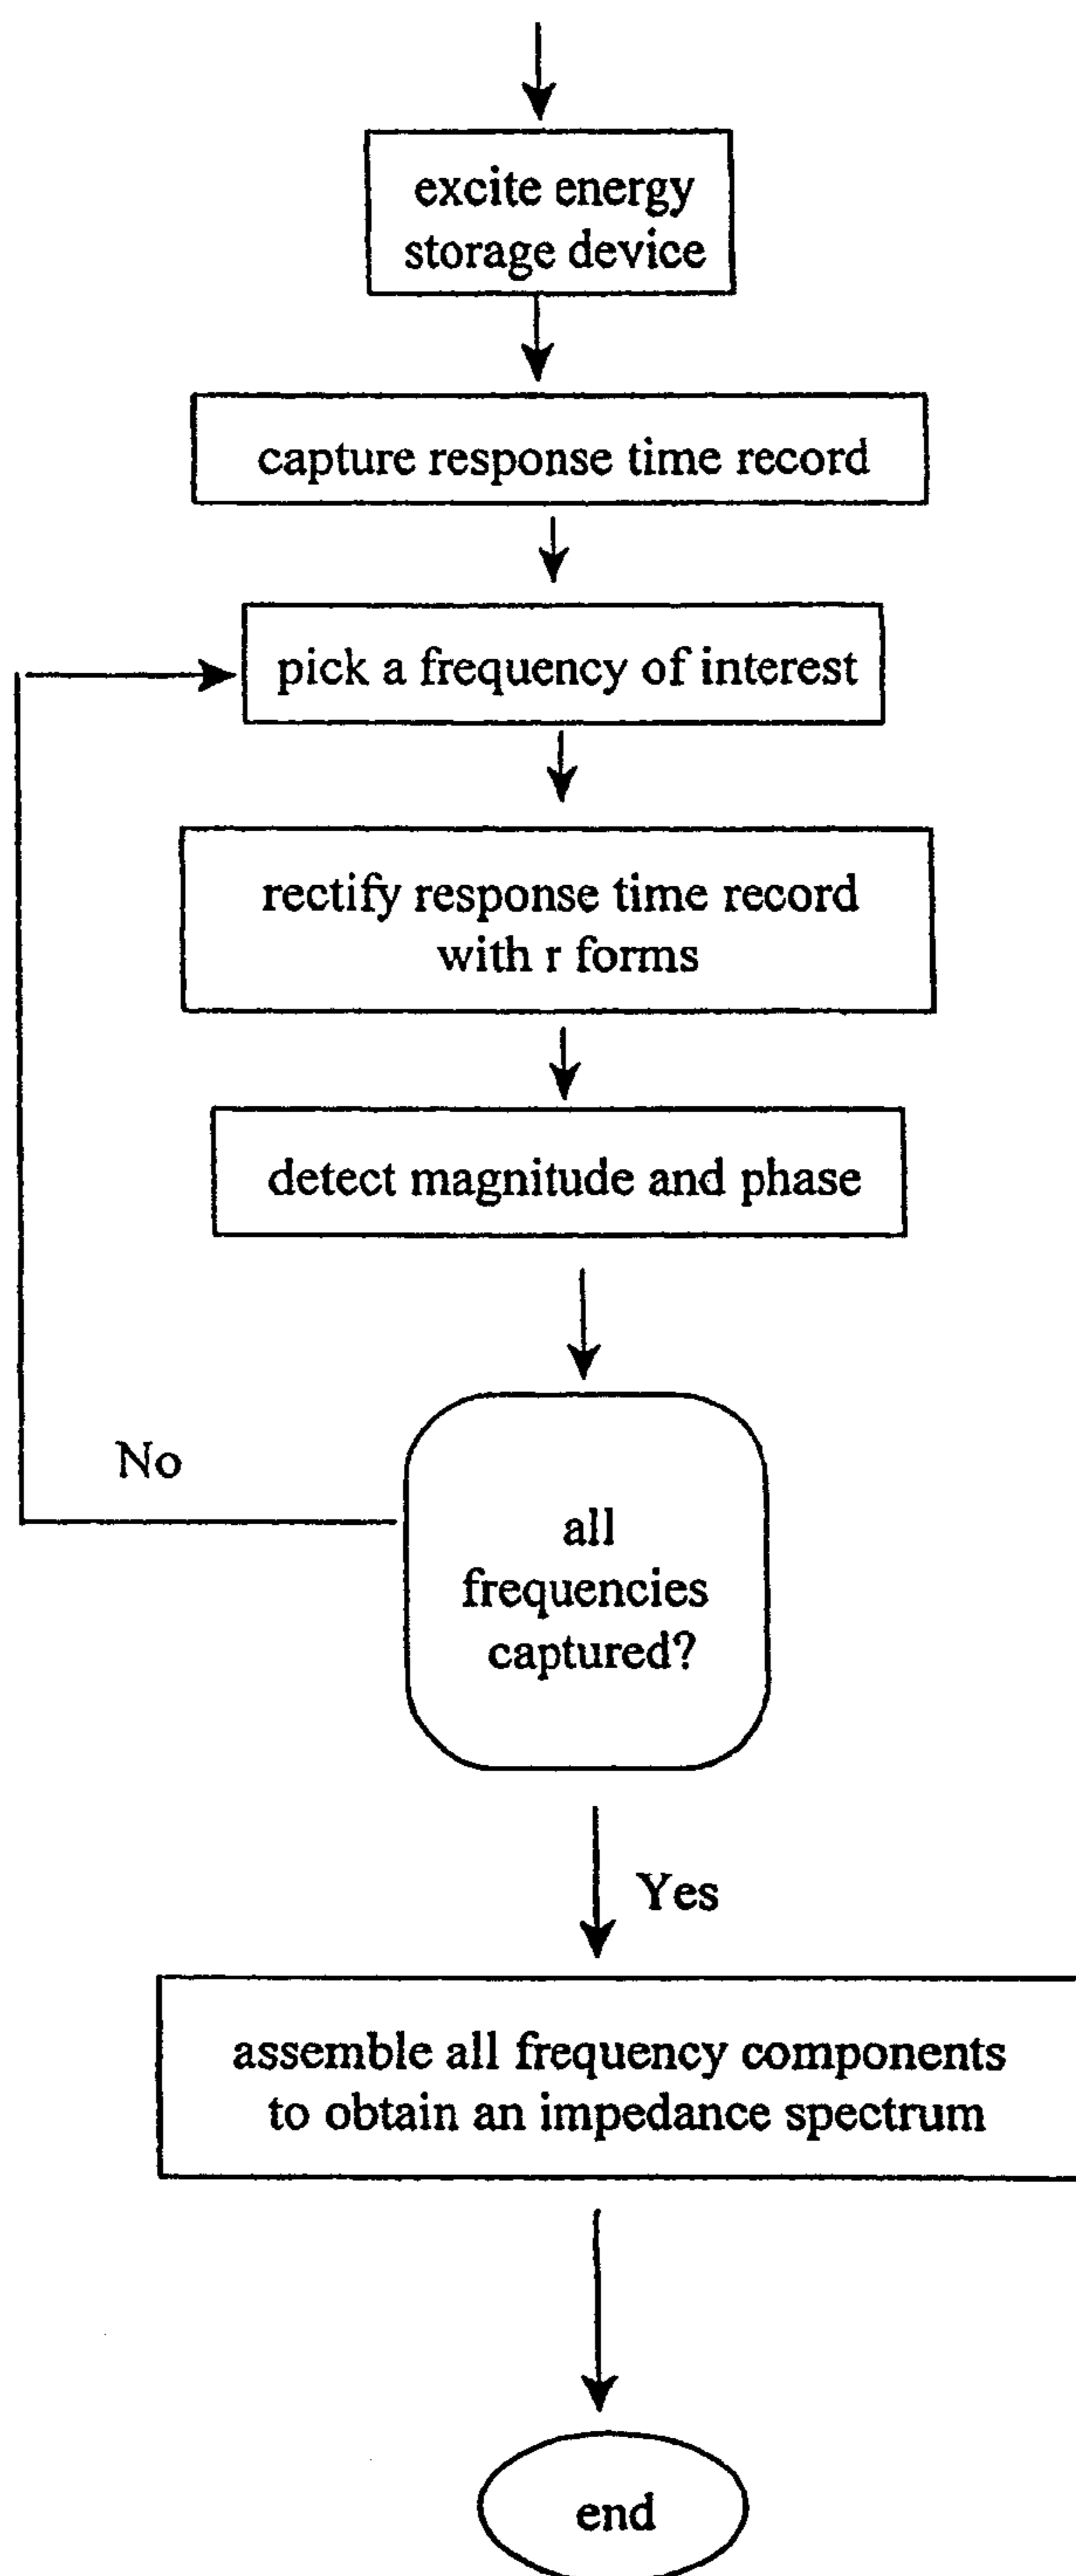 excite energy
storage device
capture response time record
pick a frequency of interest
rectify response time record
with r forms
detect magnitude and phase
No
all
frequencies
captured?
Yes
assemble all frequency components
to obtain an impedance spectrum
end